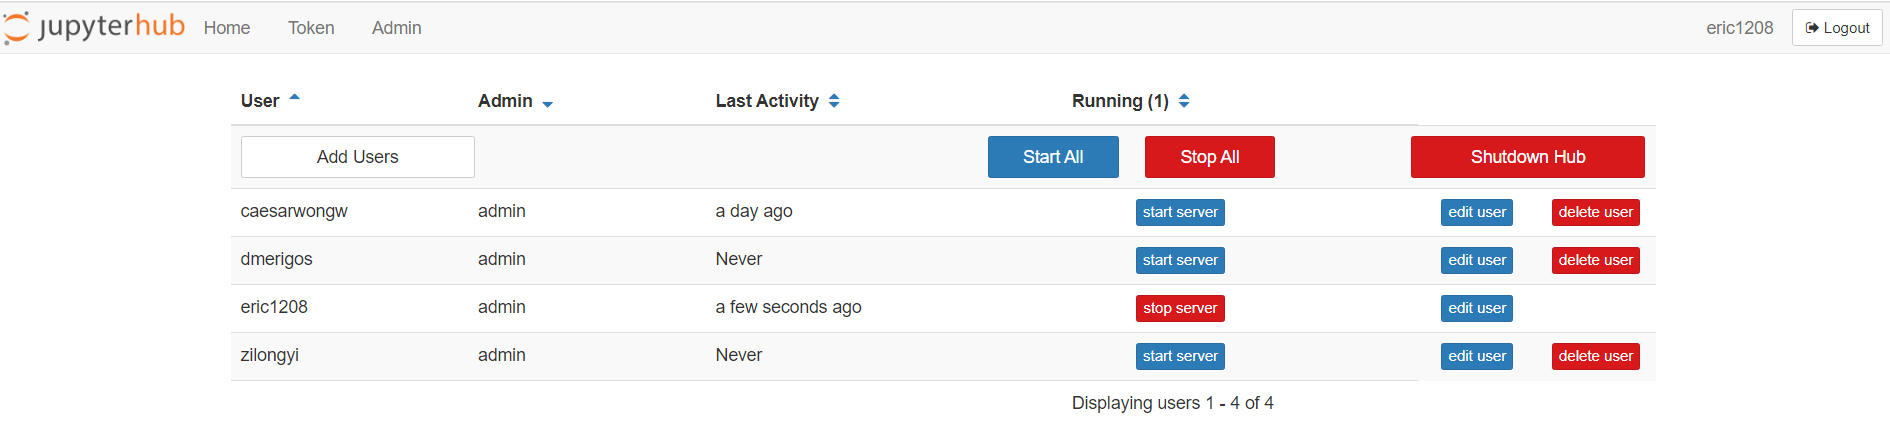 jupyterhub Home Token Admin eric1208 Logout
User Admin Last Activity Running (1)
Add Users Start All Stop All Shutdown Hub
caesarwongw admin a day ago start server edit user delete user
dmerigos admin Never start server edit user delete user
eric1208 admin a few seconds ago stop server edit user
zilongyi admin Never start server edit user delete user
Displaying users 1 - 4 of 4